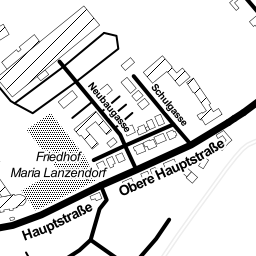 Neubaugasse
Schulgasse
Friedhof
Maria Lanzendorf
Obere Hauptstraße
Hauptstraße